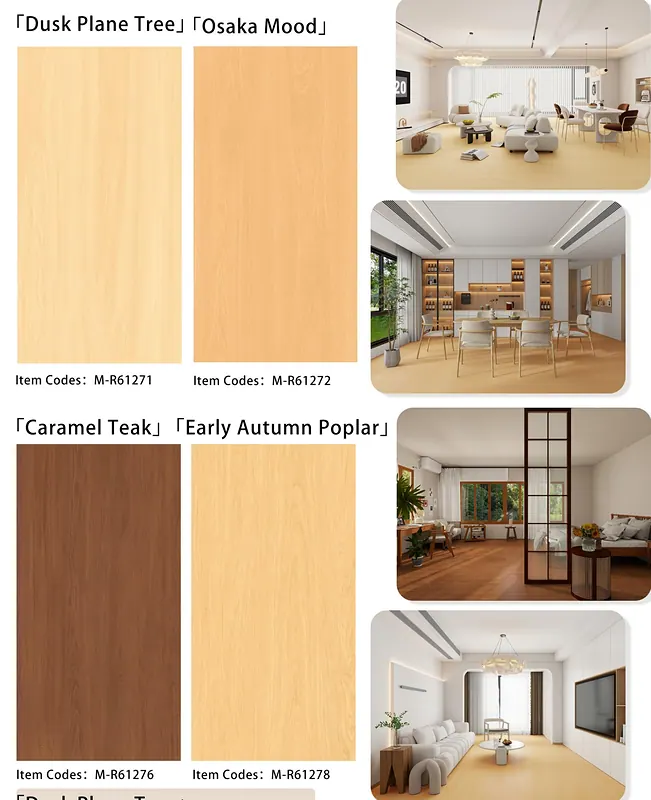 「Dusk Plane Tree」「Osaka Mood」
Item Codes: M-R61271 Item Codes: M-R61272
20
「Caramel Teak」「Early Autumn Poplar」
Item Codes: M-R61276 Item Codes: M-R61278